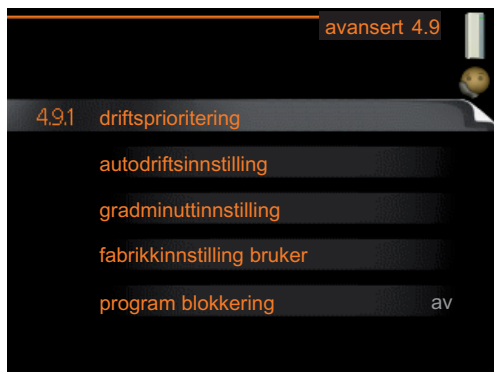 avansert 4.9
4.9.1 driftsprioritering
autodriftsinnstilling
gradminuttinnstilling
fabrikkinnstilling bruker
program blokkering av